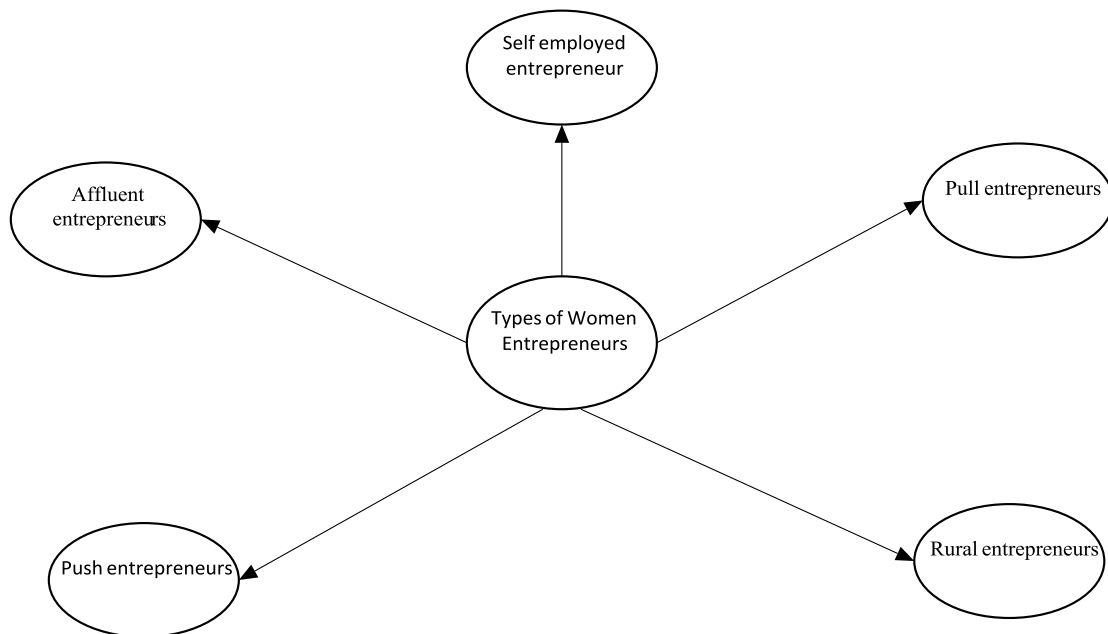 Self employed
entrepreneur
Affluent
entrepreneurs
Pull entrepreneurs
Types of Women
Entrepreneurs
Push entrepreneurs
Rural entrepreneurs